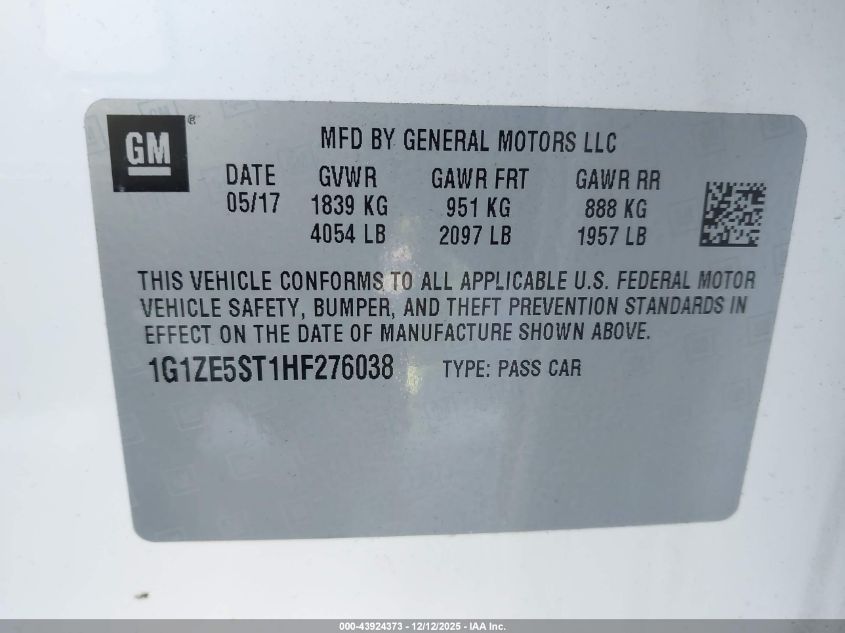 GM ®
MFD BY GENERAL MOTORS LLC
DATE GVWR GAWR FRT GAWR RR
05/17 1839 KG 951 KG 888 KG
4054 LB 2097 LB 1957 LB
THIS VEHICLE CONFORMS TO ALL APPLICABLE U.S. FEDERAL MOTOR
VEHICLE SAFETY, BUMPER, AND THEFT PREVENTION STANDARDS IN
EFFECT ON THE DATE OF MANUFACTURE SHOWN ABOVE.
1G1ZE5ST1HF276038 TYPE: PASS CAR
000-43924373 - 12/12/2025 - IAA Inc.